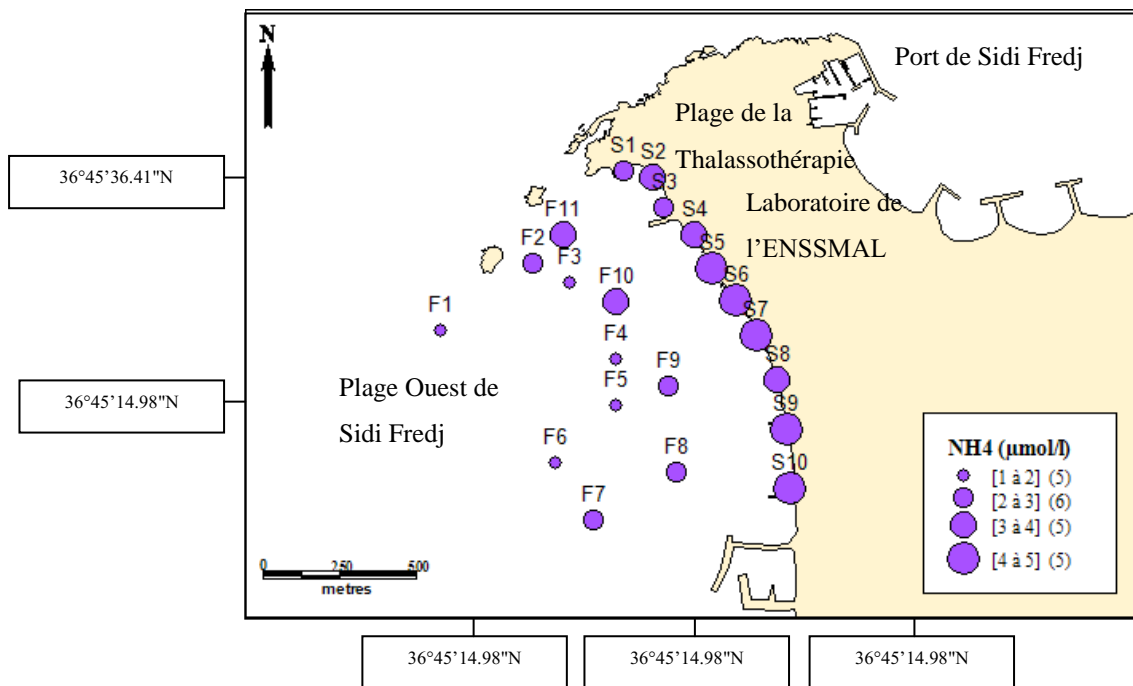 N
Port de Sidi Fredj
Plage de la
Thalassothérapie
Laboratoire de
l'ENSSMAL
36°45'36.41"N
S1
S2
S3
S4
S5
S6
S7
S8
S9
S10
F11
F2
F3
F10
F1
F4
F9
F5
F6
F8
F7
36°45'14.98"N
Plage Ouest de
Sidi Fredj
NH4 (µmol/l)
[1 à 2] (5)
[2 à 3] (6)
[3 à 4] (5)
[4 à 5] (5)
0 250 500
metres
36°45'14.98"N
36°45'14.98"N
36°45'14.98"N